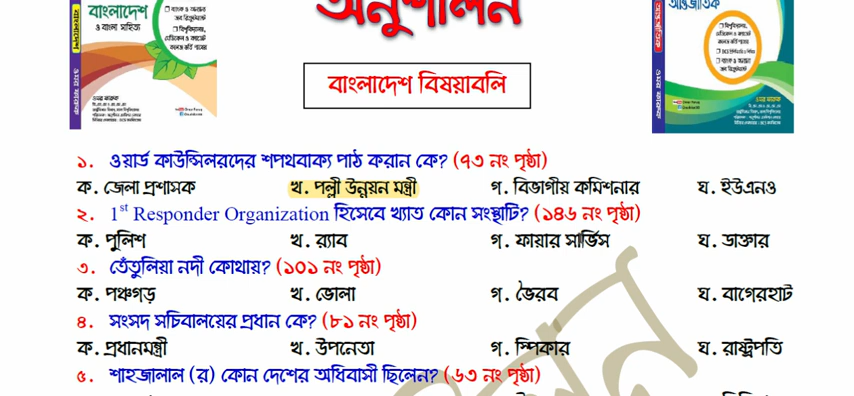 অনুশীলন
বাংলাদেশ
ও বাংলা সাহিত্য
আন্তর্জাতিক
বাংলাদেশ বিষয়াবলি
১. ওয়ার্ড কাউন্সিলরদের শপথবাক্য পাঠ করান কে? (৭৩ নং পৃষ্ঠা)
ক. জেলা প্রশাসক খ. পল্লী উন্নয়ন মন্ত্রী গ. বিভাগীয় কমিশনার ঘ. ইউএনও
২. 1st Responder Organization হিসেবে খ্যাত কোন সংস্থাটি? (১৪৬ নং পৃষ্ঠা)
ক. পুলিশ খ. র‍্যাব গ. ফায়ার সার্ভিস ঘ. ডাক্তার
৩. তেঁতুলিয়া নদী কোথায়? (১০১ নং পৃষ্ঠা)
ক. পঞ্চগড় খ. ভোলা গ. ভৈরব ঘ. বাগেরহাট
৪. সংসদ সচিবালয়ের প্রধান কে? (৮১ নং পৃষ্ঠা)
ক. প্রধানমন্ত্রী খ. উপনেতা গ. স্পিকার ঘ. রাষ্ট্রপতি
৫. শাহজালাল (র) কোন দেশের অধিবাসী ছিলেন? (৬৩ নং পৃষ্ঠা)